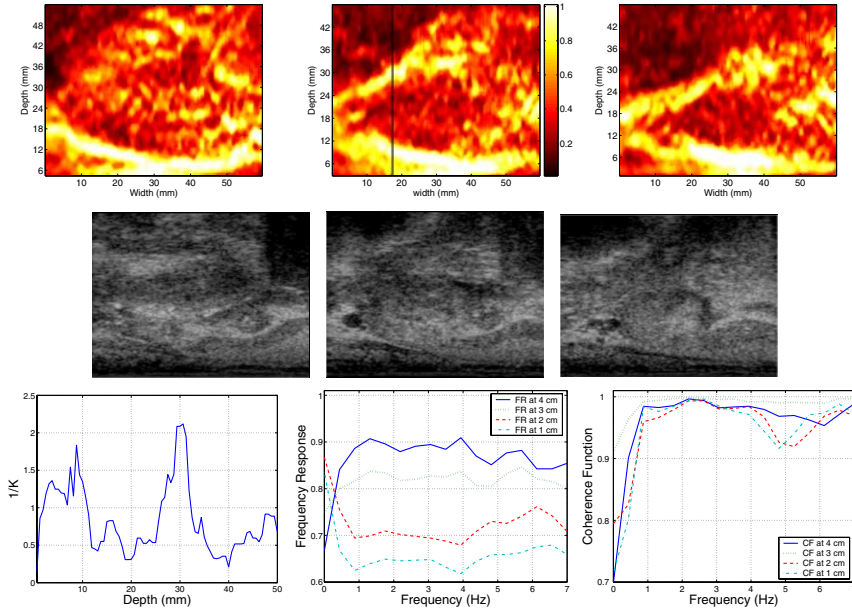 54
48
42
36
30
24
18
12
6
Depth (mm)
10 20 30 40 50
Width (mm)
54
48
42
36
30
24
18
12
6
Depth (mm)
10 20 30 40 50
width (mm)
1
0.8
0.6
0.4
0.2
54
48
42
36
30
24
18
12
6
Depth (mm)
10 20 30 40 50
Width (mm)
2.5
2
1.5
1
0.5
0
1/K
0 10 20 30 40 50
Depth (mm)
1
0.9
0.8
0.7
0.6
Frequency Response
0 1 2 3 4 5 6 7
Frequency (Hz)
FR at 4 cm
FR at 3 cm
FR at 2 cm
FR at 1 cm
1
0.9
0.8
0.7
Coherence Function
0 2 4 6
Frequency (Hz)
CF at 4 cm
CF at 3 cm
CF at 2 cm
CF at 1 cm